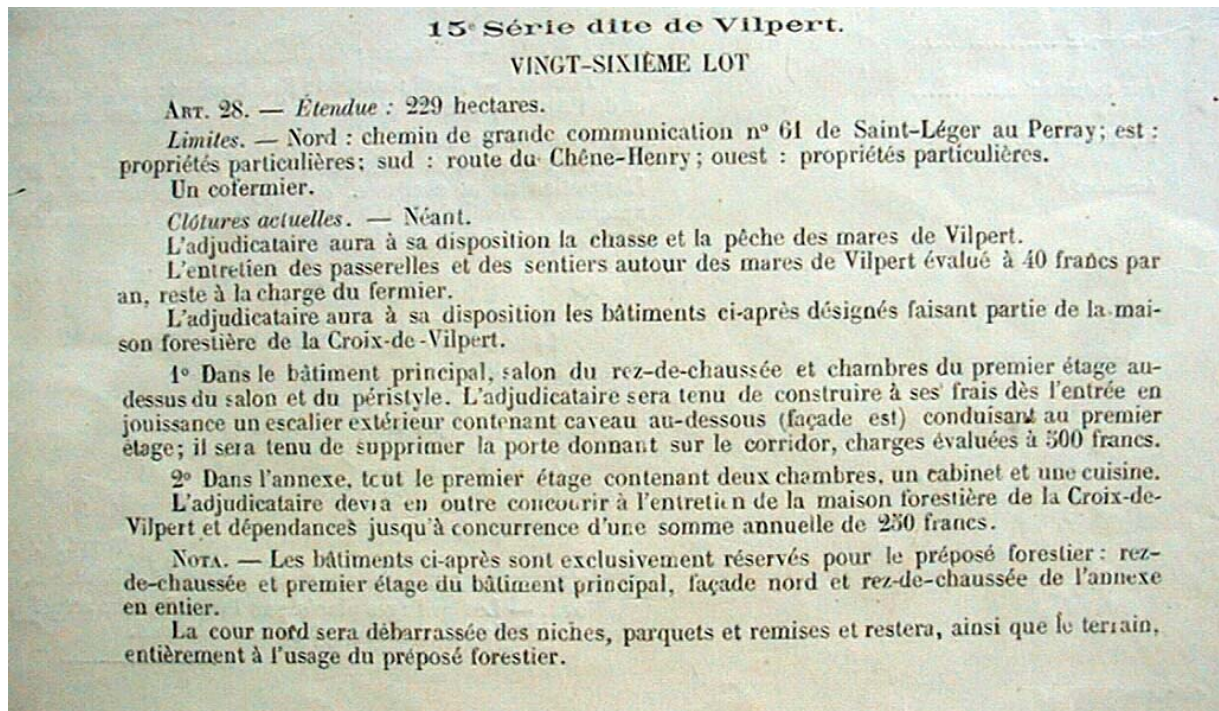 15e Série dite de Vilpert.
VINGT-SIXIÈME LOT
ART. 28. — Étendue : 229 hectares.
Limites. — Nord : chemin de grande communication nº 61 de Saint-Léger au Perray; est :
propriétés particulières; sud : route du Chêne-Henry; ouest : propriétés particulières.
Un cofermier.
Clôtures actuelles. — Néant.
L'adjudicataire aura à sa disposition la chasse et la pêche des mares de Vilpert.
L'entretien des passerelles et des sentiers autour des mares de Vilpert évalué à 40 francs par
an, reste à la charge du fermier.
L'adjudicataire aura à sa disposition les bâtiments ci-après désignés faisant partie de la mai-
son forestière de la Croix-de-Vilpert.
1º Dans le bâtiment principal, salon du rez-de-chaussée et chambres du premier étage au-
dessus du salon et du péristyle. L'adjudicataire sera tenu de construire à ses frais dès l'entrée en
jouissance un escalier extérieur contenant caveau au-dessous (façade est) conduisant au premier
étage; il sera tenu de supprimer la porte donnant sur le corridor, charges évaluées à 500 francs.
2º Dans l'annexe, tout le premier étage contenant deux chambres, un cabinet et une cuisine.
L'adjudicataire devra en outre concourir à l'entretien de la maison forestière de la Croix-de-
Vilpert et dépendances jusqu'à concurrence d'une somme annuelle de 250 francs.
NOTA. — Les bâtiments ci-après sont exclusivement réservés pour le préposé forestier : rez-
de-chaussée et premier étage du bâtiment principal, façade nord et rez-de-chaussée de l'annexe
en entier.
La cour nord sera débarrassée des niches, parquets et remises et restera, ainsi que le terrain,
entièrement à l'usage du préposé forestier.